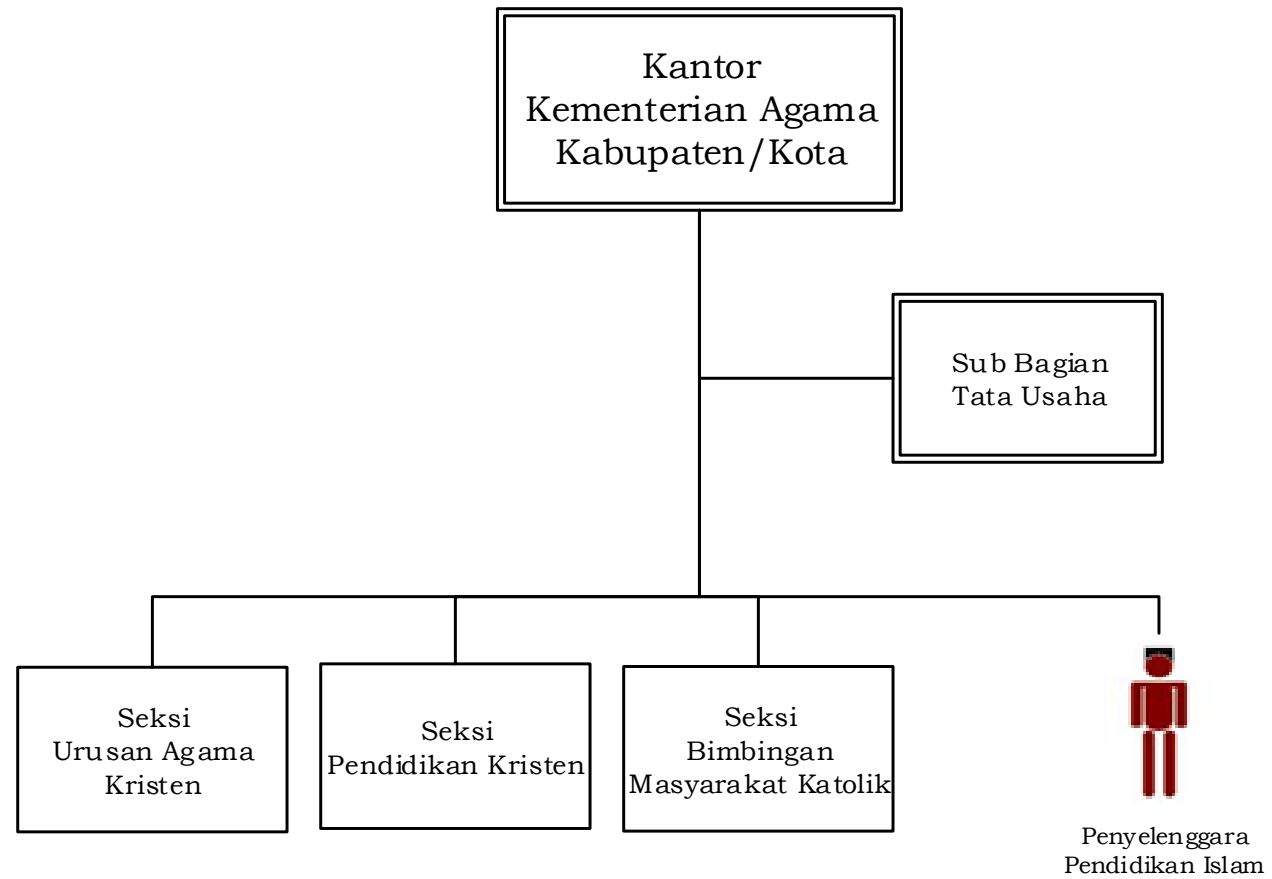 Kantor
Kementerian Agama
Kabupaten/Kota
Sub Bagian
Tata Usaha
Seksi
Urusan Agama
Kristen
Seksi
Pendidikan Kristen
Seksi
Bimbingan
Masyarakat Katolik
Penyelenggara
Pendidikan Islam